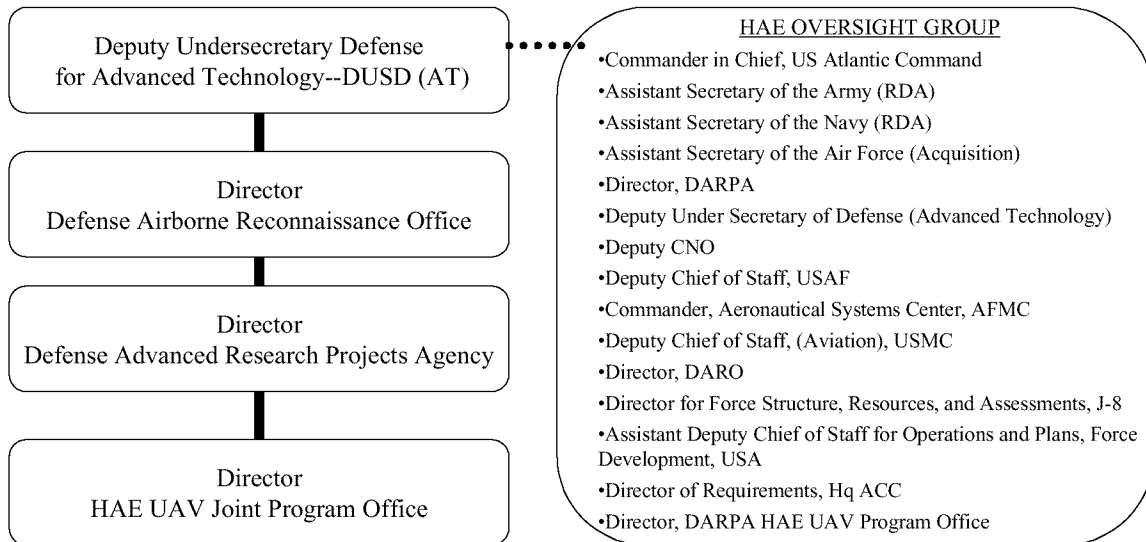 Deputy Undersecretary Defense
for Advanced Technology--DUSD (AT)
Director
Defense Airborne Reconnaissance Office
Director
Defense Advanced Research Projects Agency
Director
HAE UAV Joint Program Office
HAE OVERSIGHT GROUP
•Commander in Chief, US Atlantic Command
•Assistant Secretary of the Army (RDA)
•Assistant Secretary of the Navy (RDA)
•Assistant Secretary of the Air Force (Acquisition)
•Director, DARPA
•Deputy Under Secretary of Defense (Advanced Technology)
•Deputy CNO
•Deputy Chief of Staff, USAF
•Commander, Aeronautical Systems Center, AFMC
•Deputy Chief of Staff, (Aviation), USMC
•Director, DARO
•Director for Force Structure, Resources, and Assessments, J-8
•Assistant Deputy Chief of Staff for Operations and Plans, Force
Development, USA
•Director of Requirements, Hq ACC
•Director, DARPA HAE UAV Program Office